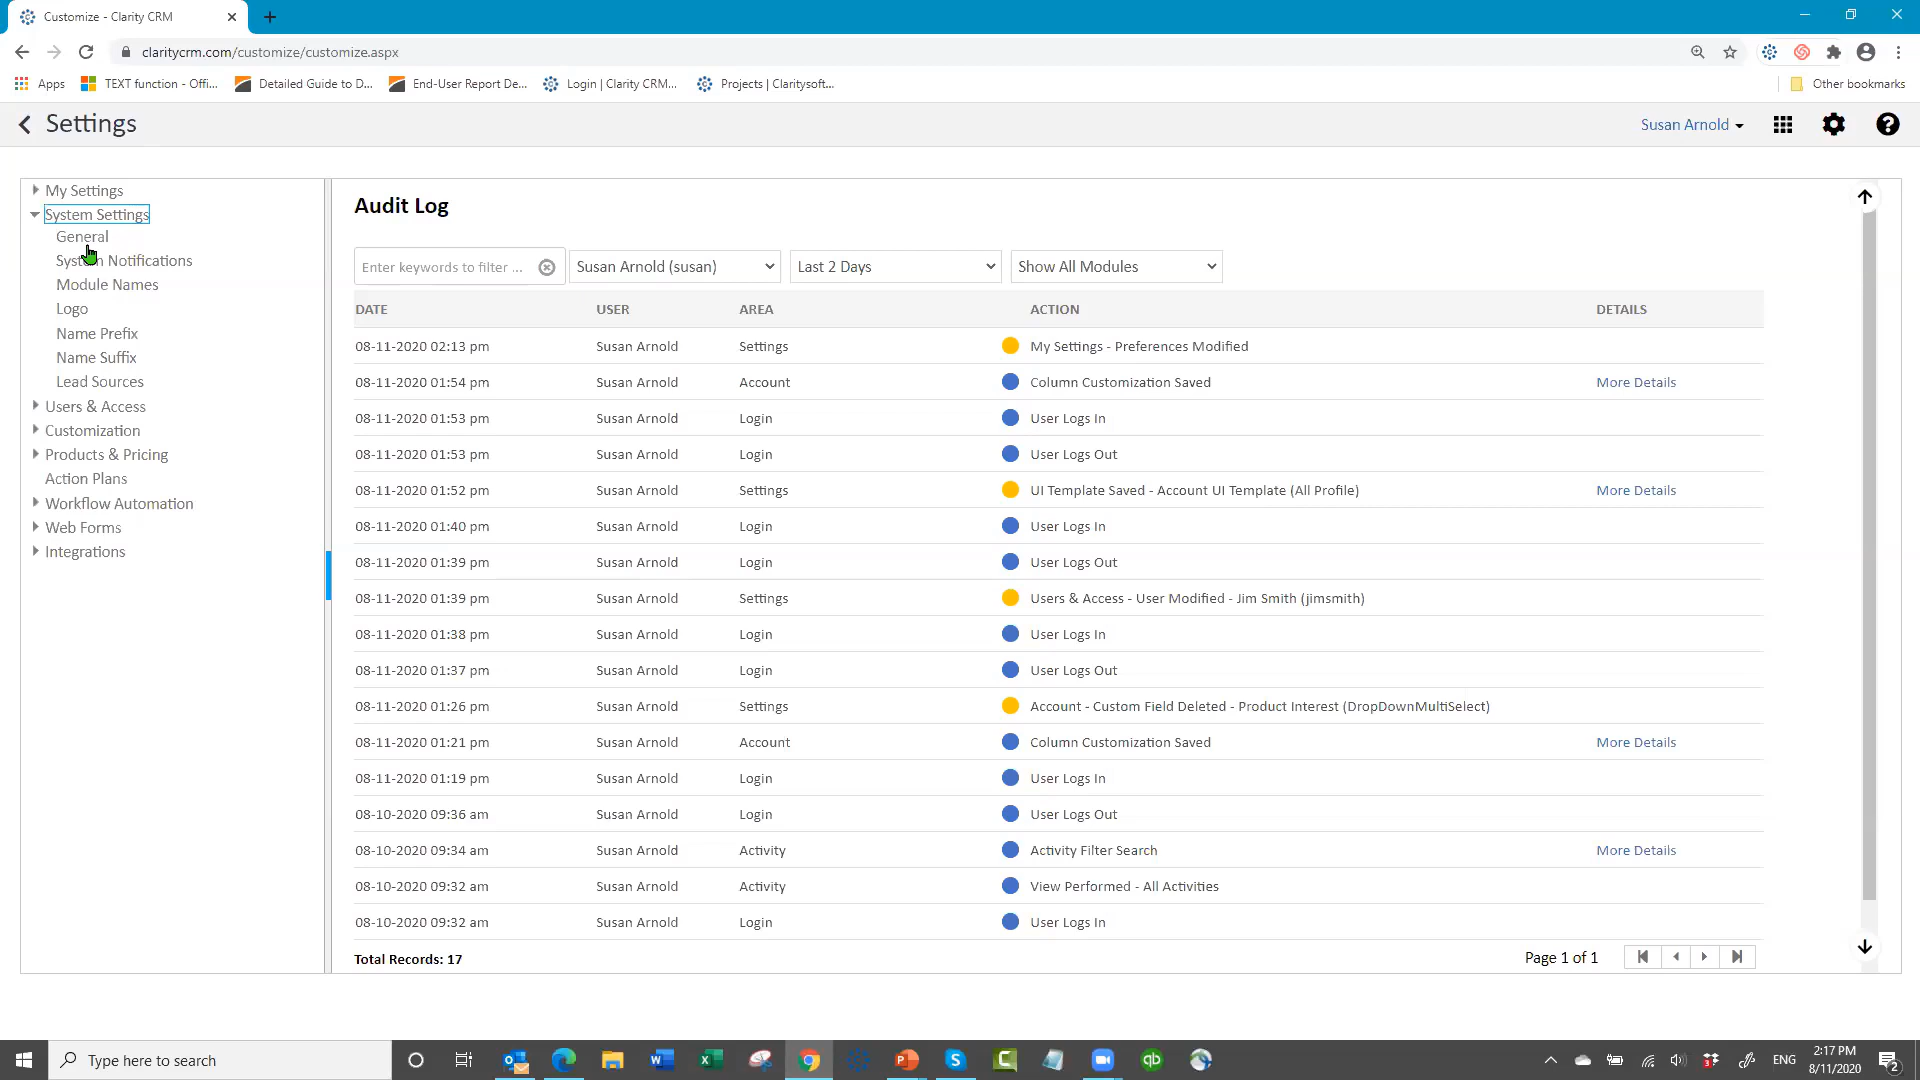 Customize - Clarity CRM
claritycrm.com/customize/customize.aspx
Apps TEXT function - Offi... Detailed Guide to D... End-User Report De... Login | Clarity CRM... Projects | Claritysoft... Other bookmarks
Settings
Susan Arnold
My Settings
System Settings
General
System Notifications
Module Names
Logo
Name Prefix
Name Suffix
Lead Sources
Users & Access
Customization
Products & Pricing
Action Plans
Workflow Automation
Web Forms
Integrations
Audit Log
Enter keywords to filter ... Susan Arnold (susan) Last 2 Days Show All Modules
DATE USER AREA ACTION DETAILS
08-11-2020 02:13 pm Susan Arnold Settings My Settings - Preferences Modified
08-11-2020 01:54 pm Susan Arnold Account Column Customization Saved More Details
08-11-2020 01:53 pm Susan Arnold Login User Logs In
08-11-2020 01:53 pm Susan Arnold Login User Logs Out
08-11-2020 01:52 pm Susan Arnold Settings UI Template Saved - Account UI Template (All Profile) More Details
08-11-2020 01:40 pm Susan Arnold Login User Logs In
08-11-2020 01:39 pm Susan Arnold Login User Logs Out
08-11-2020 01:39 pm Susan Arnold Settings Users & Access - User Modified - Jim Smith (jimsmith)
08-11-2020 01:38 pm Susan Arnold Login User Logs In
08-11-2020 01:37 pm Susan Arnold Login User Logs Out
08-11-2020 01:26 pm Susan Arnold Settings Account - Custom Field Deleted - Product Interest (DropDownMultiSelect)
08-11-2020 01:21 pm Susan Arnold Account Column Customization Saved More Details
08-11-2020 01:19 pm Susan Arnold Login User Logs In
08-10-2020 09:36 am Susan Arnold Login User Logs Out
08-10-2020 09:34 am Susan Arnold Activity Activity Filter Search More Details
08-10-2020 09:32 am Susan Arnold Activity View Performed - All Activities
08-10-2020 09:32 am Susan Arnold Login User Logs In
Total Records: 17 Page 1 of 1
Type here to search
ENG
2:17 PM
8/11/2020
2